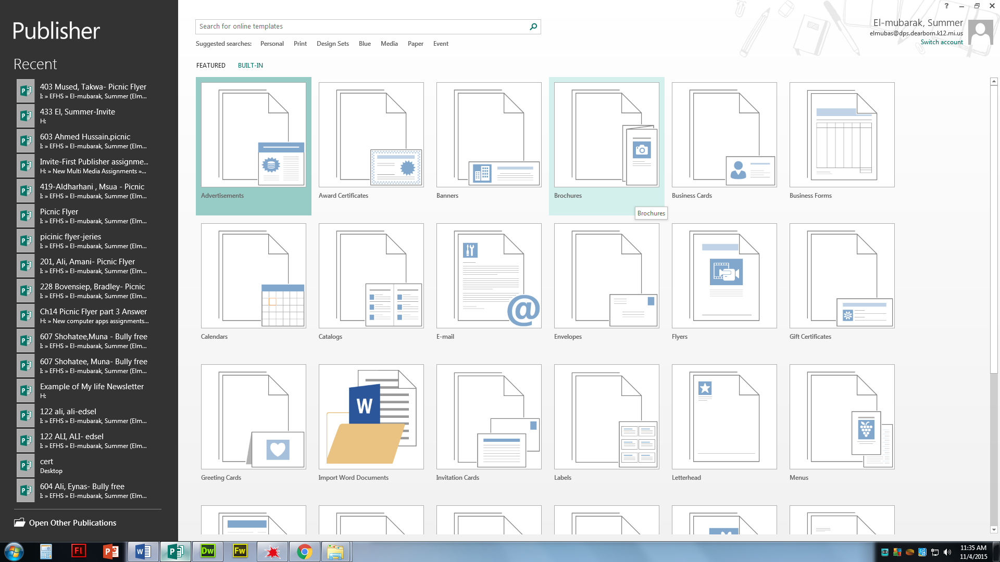 Publisher
Recent
403 Mused, Takwa- Picnic Flyer
I: » EFHS » El-mubarak, Summer (Elm...
433 El, Summer-Invite
H:
603 Ahmed Hussain.picnic
I: » EFHS » El-mubarak, Summer (Elm...
Invite-First Publisher assignme...
H: » New Multi Media Assignments »...
419-Aldharhani , Msua - Picnic
I: » EFHS » El-mubarak, Summer (Elm...
Picnic Flyer
I: » EFHS » El-mubarak, Summer (Elm...
picinic flyer-jeries
I: » EFHS » El-mubarak, Summer (Elm...
201, Ali, Amani- Picnic Flyer
I: » EFHS » El-mubarak, Summer (Elm...
228 Bovensiep, Bradley- Picnic
I: » EFHS » El-mubarak, Summer (Elm...
Ch14 Picnic Flyer part 3 Answer
H: » New computer apps assignments...
607 Shohatee,Muna - Bully free
I: » EFHS » El-mubarak, Summer (Elm...
607 Shohatee, Muna- Bully free
I: » EFHS » El-mubarak, Summer (Elm...
Example of My life Newsletter
H:
122 ali, ali-edsel
I: » EFHS » El-mubarak, Summer (Elm...
122 ALI, ALI- edsel
I: » EFHS » El-mubarak, Summer (Elm...
cert
Desktop
604 Ali, Eynas- Bully free
I: » EFHS » El-mubarak, Summer (Elm...
Open Other Publications
Search for online templates
Suggested searches: Personal Print Design Sets Blue Media Paper Event
El-mubarak, Summer
elmubas@dps.dearborn.k12.mi.us
Switch account
FEATURED BUILT-IN
Advertisements Award Certificates Banners Brochures Business Cards Business Forms
Brochures
Calendars Catalogs E-mail Envelopes Flyers Gift Certificates
@
W
Greeting Cards Import Word Documents Invitation Cards Labels Letterhead Menus
Fl P W P Dw Fw
11:35 AM
11/4/2015